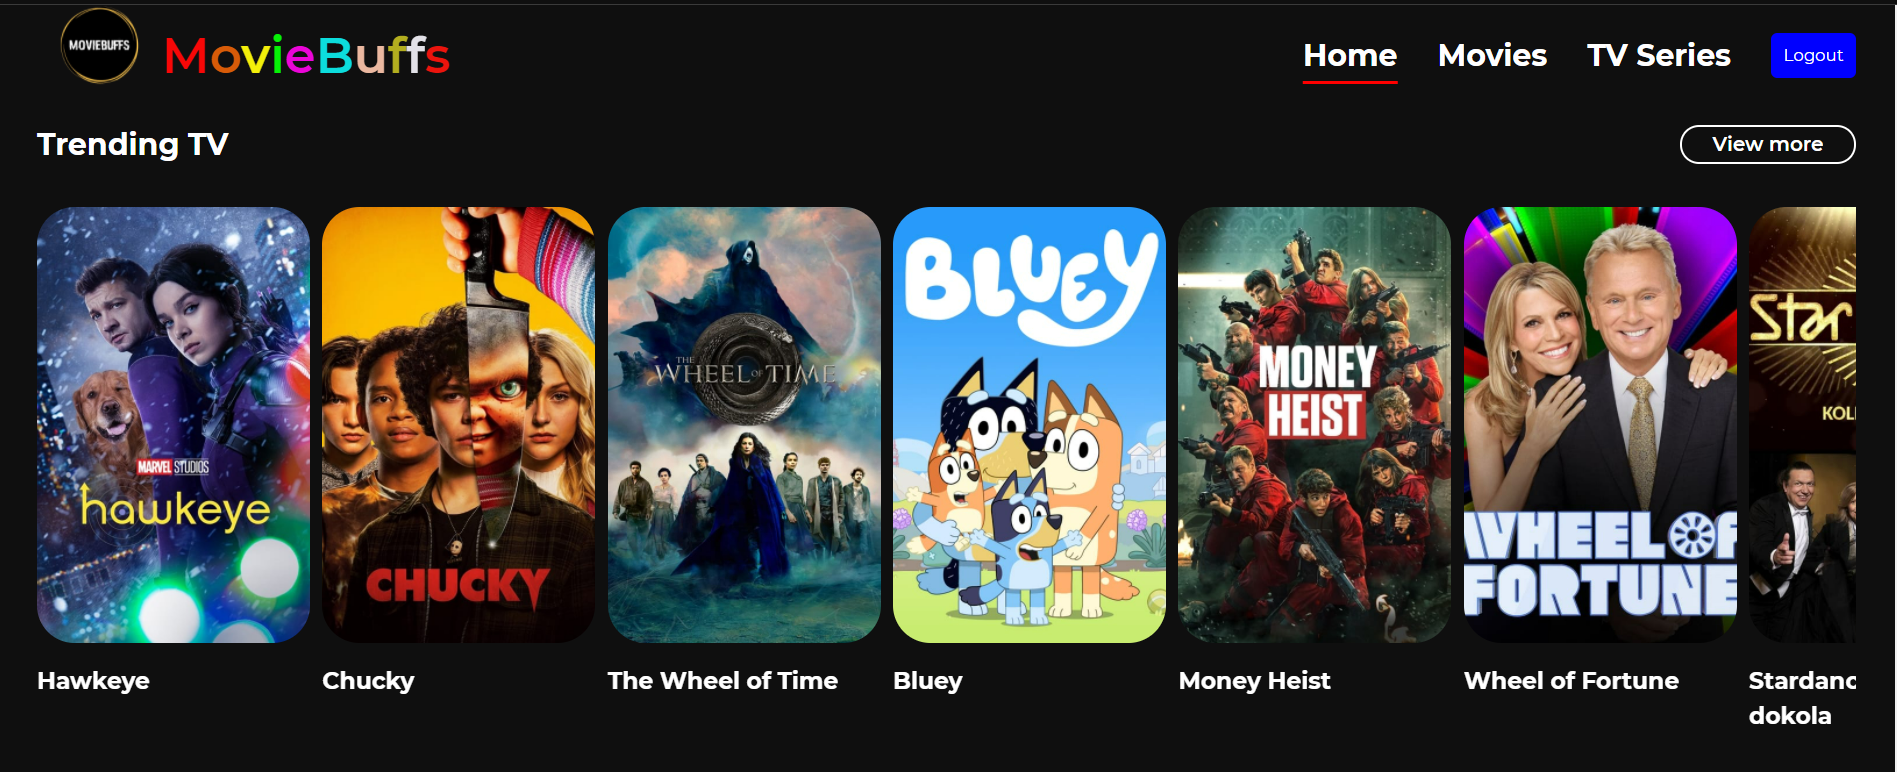 MOVIEBUFFS
MovieBuffs
Home
Movies
TV Series
Logout
Trending TV
View more
MARVEL STUDIOS
hawkeye
CHUCKY
THE
WHEEL OF TIME
BLUEY
MONEY
HEIST
WHEEL OF
FORTUNE
Star
KOL
Hawkeye
Chucky
The Wheel of Time
Bluey
Money Heist
Wheel of Fortune
Stardanc
dokola